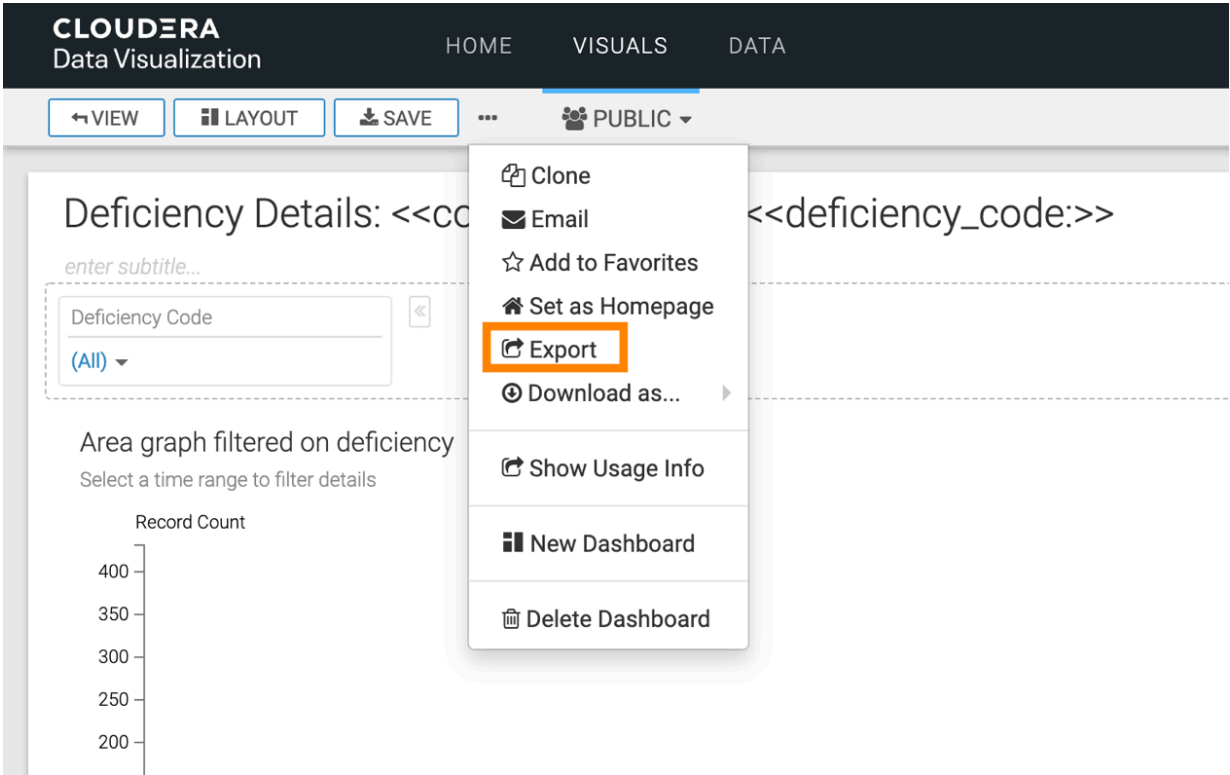 CLOUDERA
Data Visualization
HOME VISUALS DATA
VIEW LAYOUT SAVE ... PUBLIC
Clone
Email
Add to Favorites
Set as Homepage
Export
Download as...
Show Usage Info
New Dashboard
Delete Dashboard
Deficiency Details: <<co <<deficiency_code:>>
enter subtitle...
Deficiency Code
(All)
Area graph filtered on deficiency
Select a time range to filter details
Record Count
400
350
300
250
200